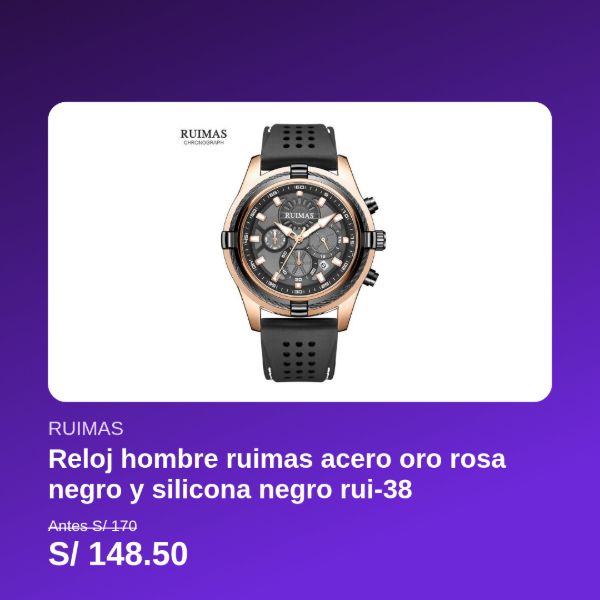 RUIMAS
CHRONOGRAPH
RUIMAS
RUIMAS
Reloj hombre ruimas acero oro rosa
negro y silicona negro rui-38
Antes S/ 170
S/ 148.50